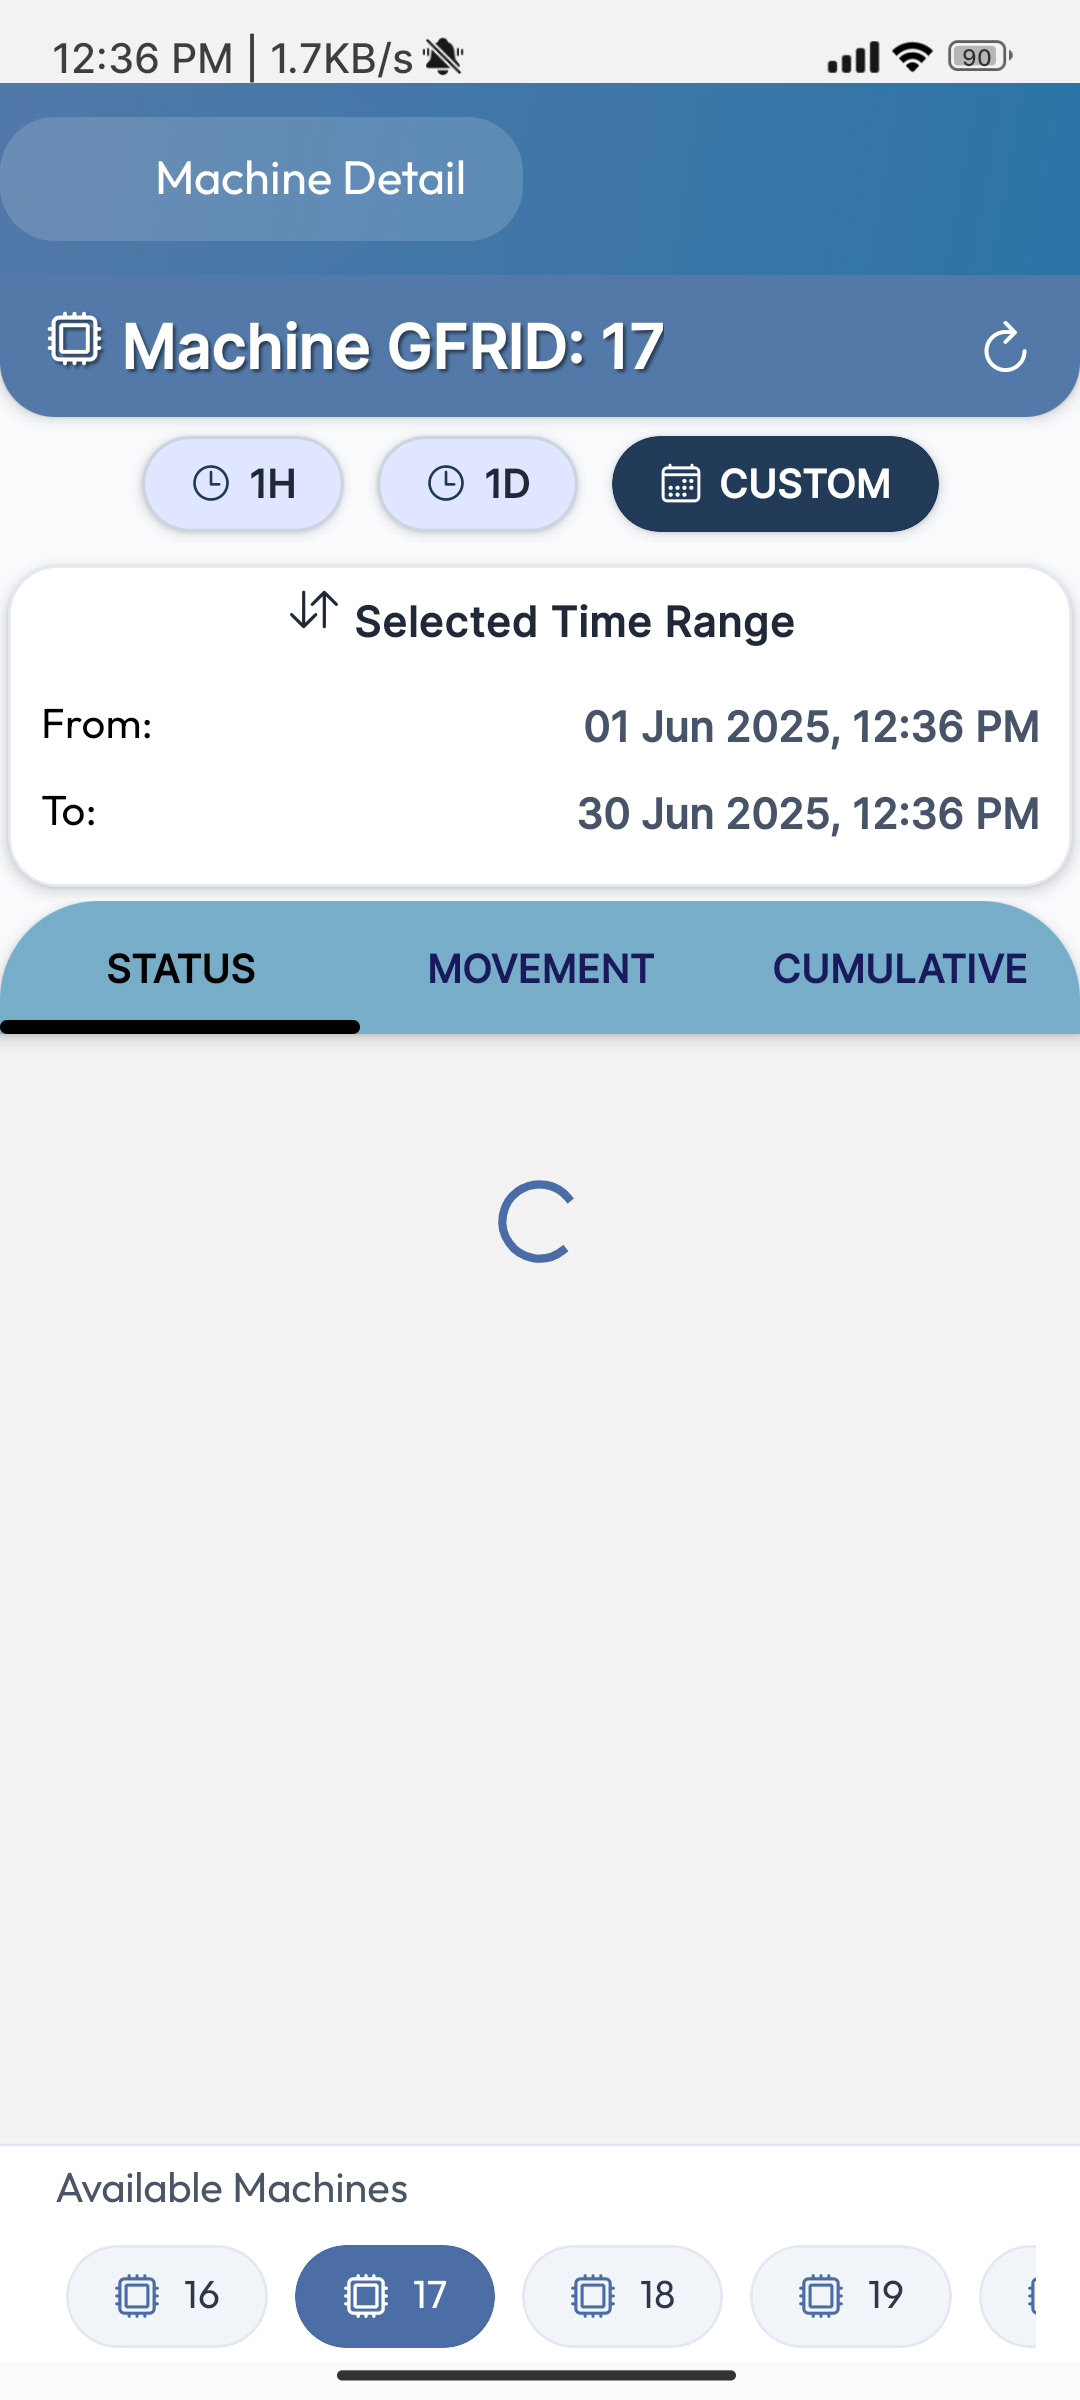 12:36 PM | 1.7KB/s
90
Machine Detail
Machine GFRID: 17
1H
1D
CUSTOM
Selected Time Range
From:
01 Jun 2025, 12:36 PM
To:
30 Jun 2025, 12:36 PM
STATUS
MOVEMENT
CUMULATIVE
Available Machines
16
17
18
19